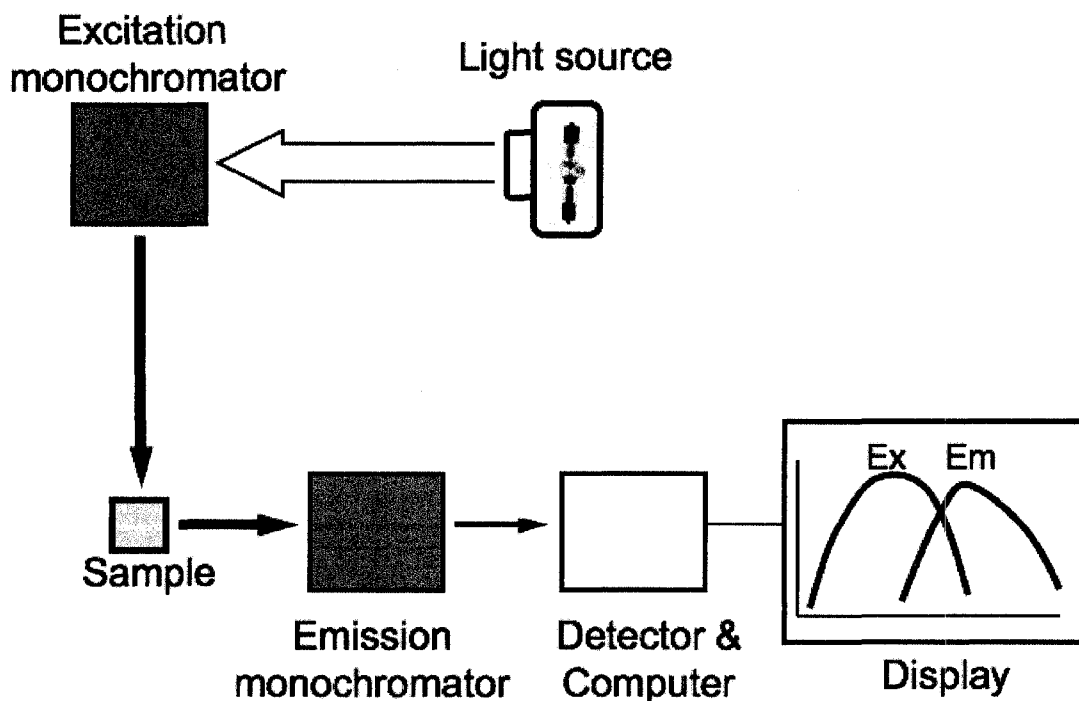 Excitation
monochromator
Light source
Ex Em
Sample
Emission
monochromator
Detector &
Computer
Display